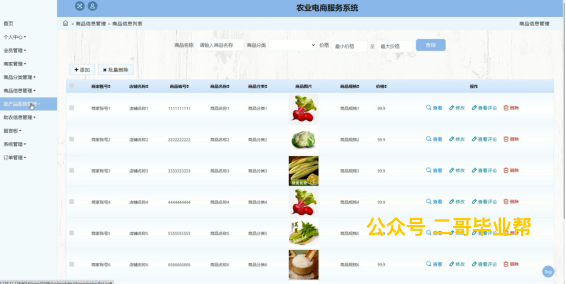 农业电商服务系统
首页
个人中心
会员管理
商家管理
商品分类管理
商品信息管理
助农信息管理
留言板
系统管理
订单管理
商品信息管理 > 商品信息列表
商品信息管理
商品名称 请输入商品名称 商品分类 价格 最小价格 至 最大价格 查询
添加 批量删除
商家账号 店铺名称 商品编号 商品名称 商品分类 商品图片 商品规格 价格 操作
商家账号1 店铺名称1 1111111111 商品名称1 商品分类1 商品规格1 99.9 查看 修改 查看评论 删除
商家账号2 店铺名称2 2222222222 商品名称2 商品分类2 商品规格2 99.9 查看 修改 查看评论 删除
商家账号3 店铺名称3 3333333333 商品名称3 商品分类3 商品规格3 99.9 查看 修改 查看评论 删除
商家账号4 店铺名称4 4444444444 商品名称4 商品分类4 商品规格4 99.9 查看 修改 查看评论 删除
商家账号5 店铺名称5 5555555555 商品名称5 商品分类5 商品规格5 99.9 查看 修改 查看评论 删除
商家账号6 店铺名称6 6666666666 商品名称6 商品分类6 商品规格6 99.9 查看 修改 查看评论 删除
公众号 二哥毕业帮
Top